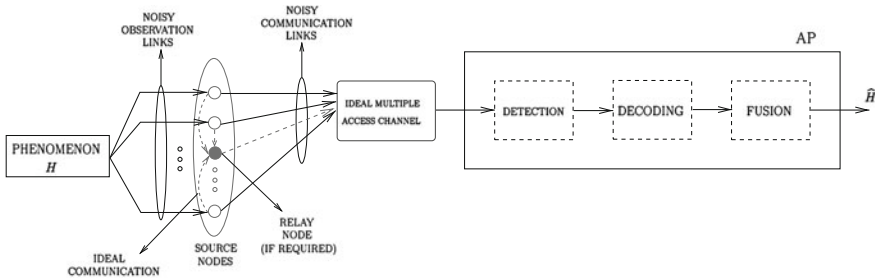 NOISY
OBSERVATION
LINKS
NOISY
COMMUNICATION
LINKS
AP
PHENOMENON
H
IDEAL MULTIPLE
ACCESS CHANNEL
DETECTION
DECODING
FUSION
Ĥ
IDEAL
COMMUNICATION
SOURCE
NODES
RELAY
NODE
(IF REQUIRED)